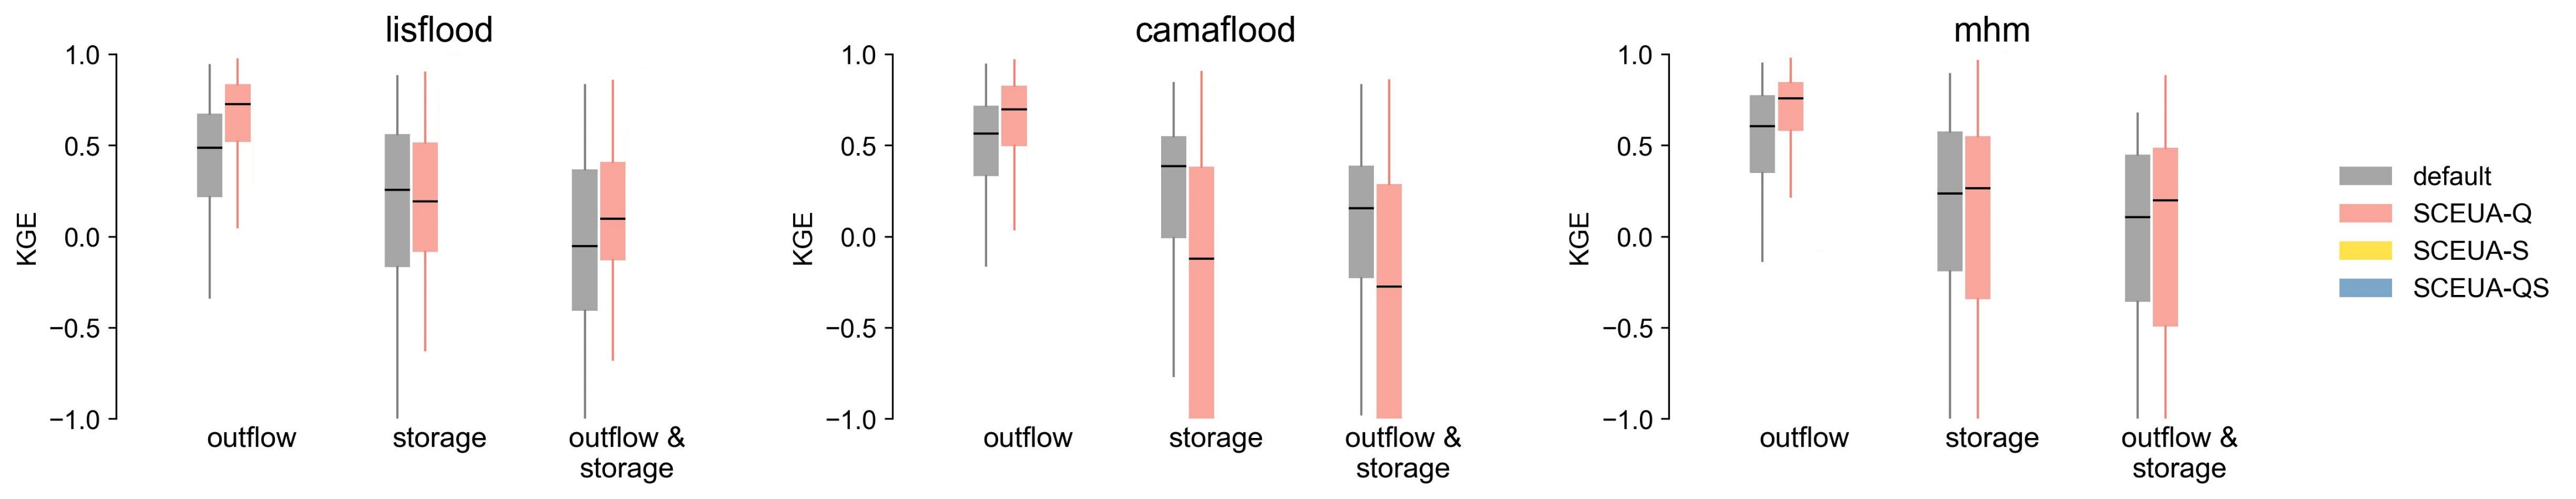 lisflood
1.0
0.5
0.0
−0.5
−1.0
KGE
outflow
storage
outflow &
storage
camaflood
1.0
0.5
0.0
−0.5
−1.0
KGE
outflow
storage
outflow &
storage
mhm
1.0
0.5
0.0
−0.5
−1.0
KGE
outflow
storage
outflow &
storage
default
SCEUA-Q
SCEUA-S
SCEUA-QS